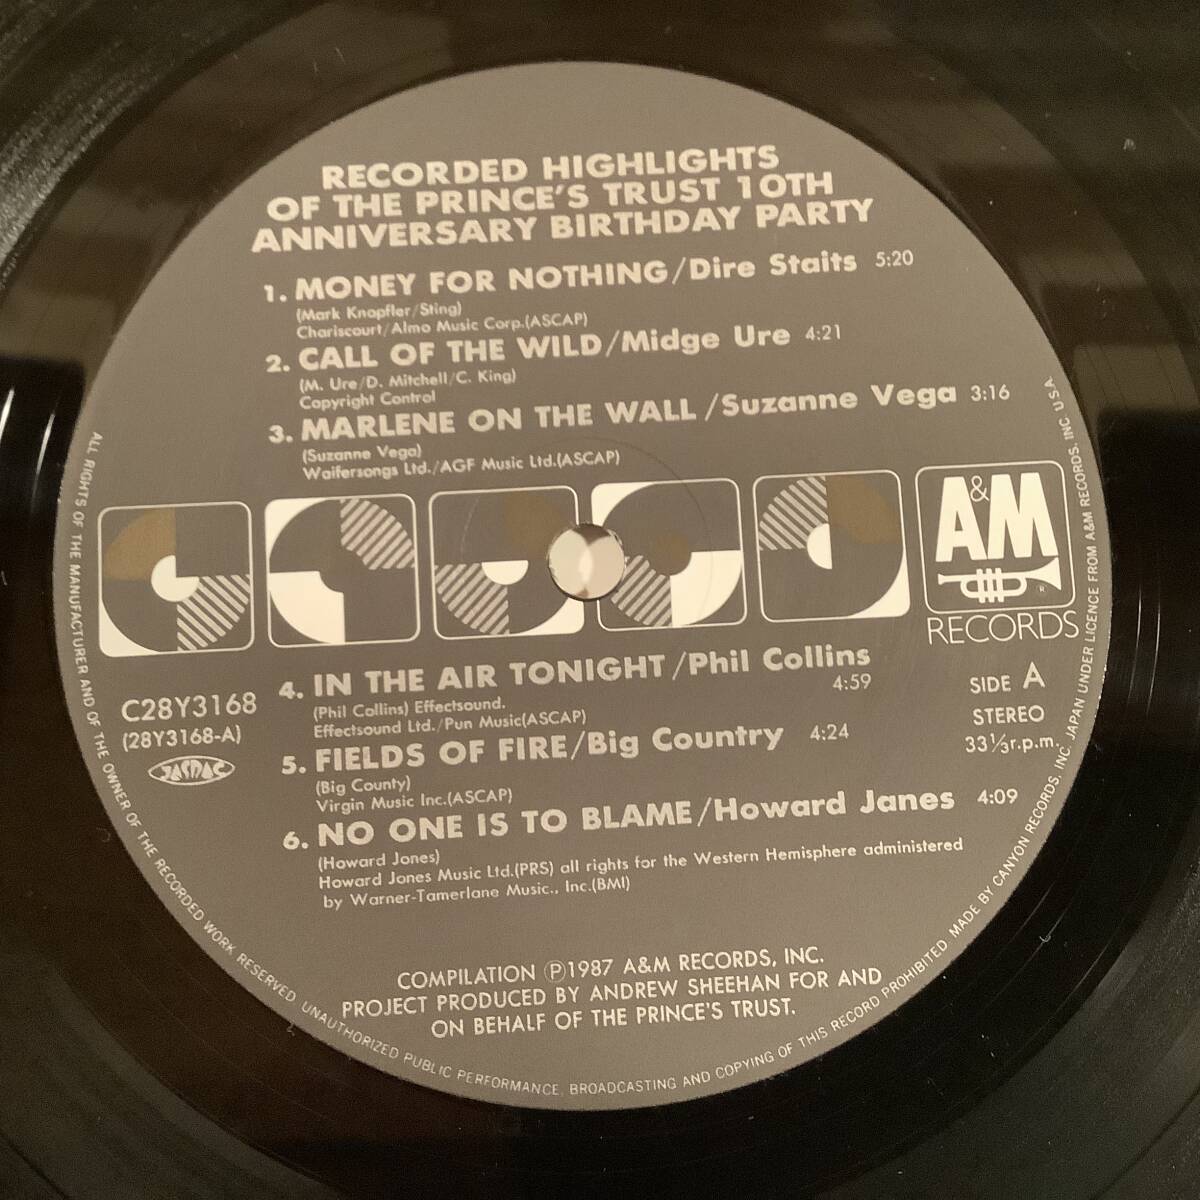 RECORDED HIGHLIGHTS
OF THE PRINCE'S TRUST 10TH
ANNIVERSARY BIRTHDAY PARTY
1. MONEY FOR NOTHING/Dire Staits 5:20
(Mark Knopfler/Sting)
Chariscourt/Almo Music Corp.(ASCAP)
2. CALL OF THE WILD/Midge Ure 4:21
(M. Ure/D. Mitchell/C. King)
Copyright Control
3. MARLENE ON THE WALL/Suzanne Vega 3:16
(Suzanne Vega)
Waifersongs Ltd./AGF Music Ltd.(ASCAP)
A&M
®
RECORDS
C28Y3168
(28Y3168-A)
JASRAC
4. IN THE AIR TONIGHT/Phil Collins
4:59
(Phil Collins) Effectsound.
Effectsound Ltd./Pun Music(ASCAP)
5. FIELDS OF FIRE/Big Country 4:24
(Big County)
Virgin Music Inc.(ASCAP)
6. NO ONE IS TO BLAME/Howard Janes 4:09
(Howard Jones)
Howard Jones Music Ltd.(PRS) all rights for the Western Hemisphere administered
by Warner-Tamerlane Music., Inc.(BMI)
SIDE A
STEREO
33⅓r.p.m.
COMPILATION ℗1987 A&M RECORDS, INC.
PROJECT PRODUCED BY ANDREW SHEEHAN FOR AND
ON BEHALF OF THE PRINCE'S TRUST.
ALL RIGHTS OF THE MANUFACTURER AND OF THE OWNER OF THE RECORDED WORK RESERVED. UNAUTHORIZED PUBLIC PERFORMANCE, BROADCASTING AND COPYING OF THIS RECORD PROHIBITED. MADE BY CANYON RECORDS, INC. JAPAN UNDER LICENCE FROM A&M RECORDS, INC. U.S.A.